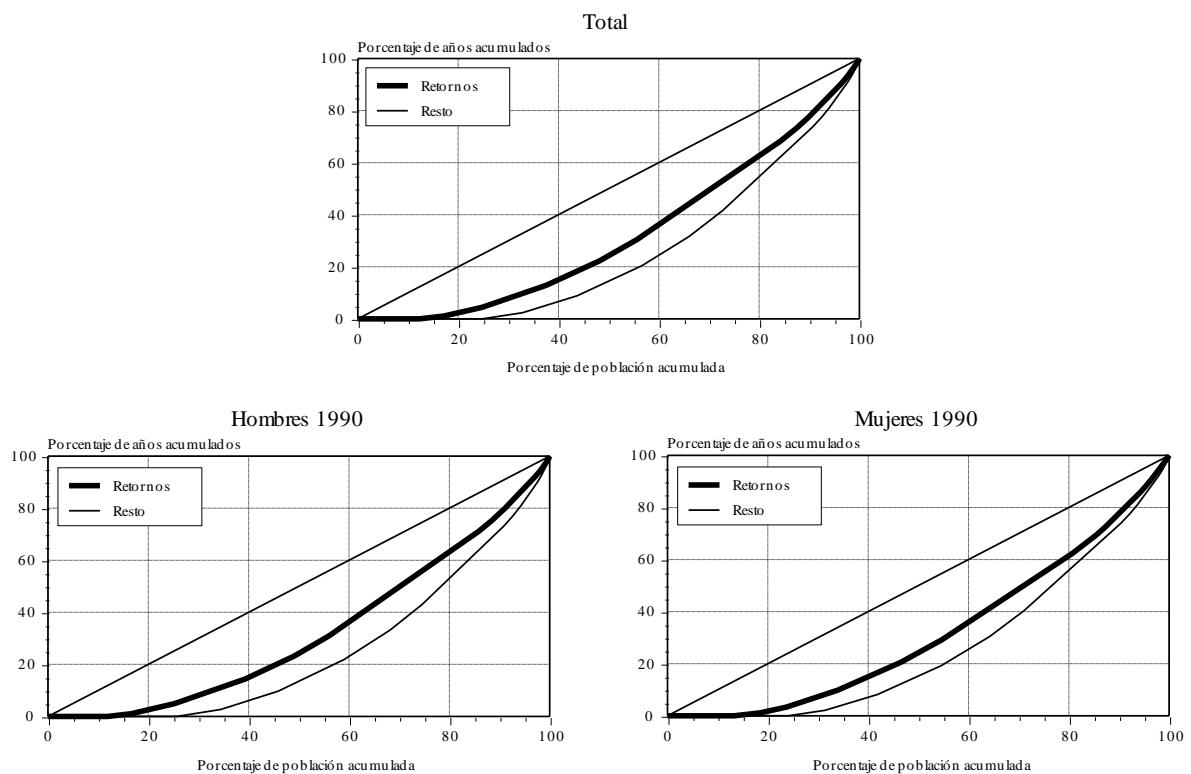 Total
Porcentaje de años acumulados
100
Retornos
Resto
80
60
40
20
0
0 20 40 60 80 100
Porcentaje de población acumulada
Hombres 1990
Porcentaje de años acumulados
100
Retornos
Resto
80
60
40
20
0
0 20 40 60 80 100
Porcentaje de población acumulada
Mujeres 1990
Porcentaje de años acumulados
100
Retornos
Resto
80
60
40
20
0
0 20 40 60 80 100
Porcentaje de población acumulada